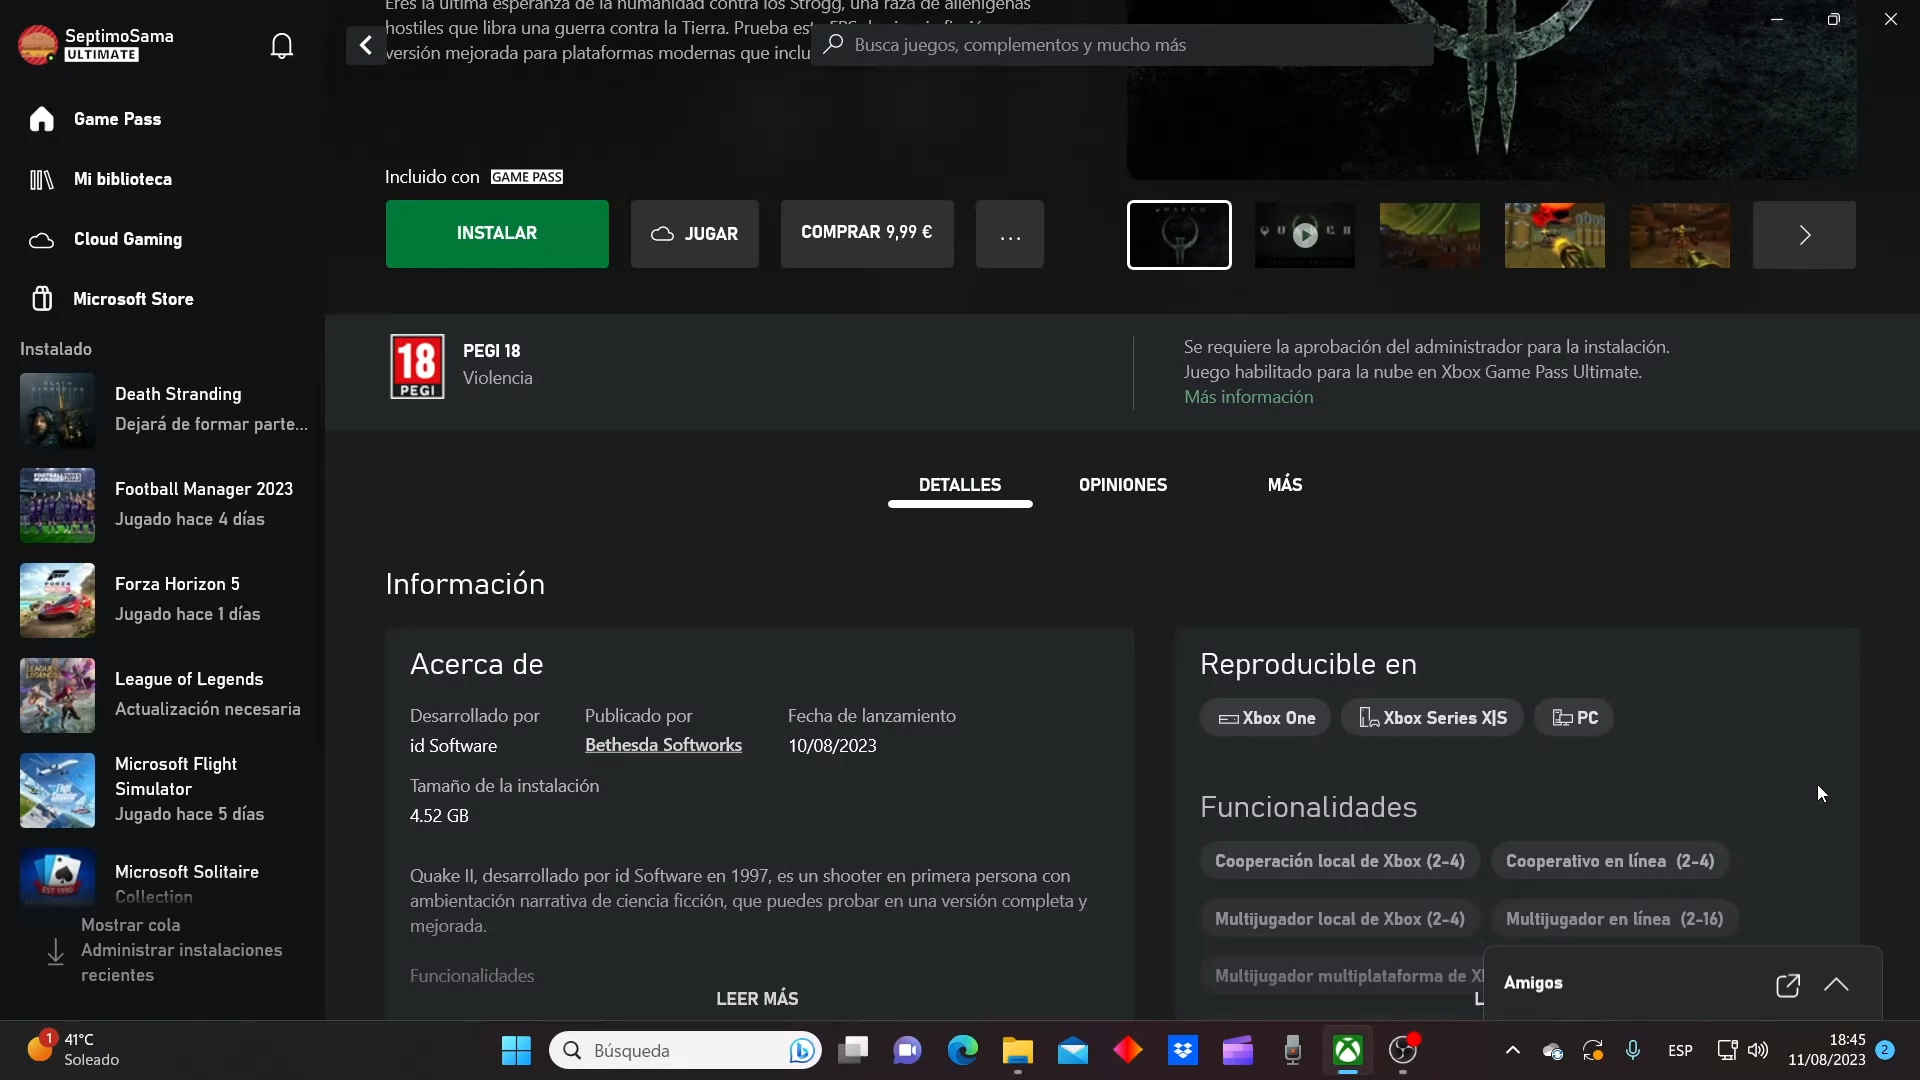 SeptimoSama
ULTIMATE
Game Pass
Mi biblioteca
Cloud Gaming
Microsoft Store
Instalado
Death Stranding
Dejará de formar parte...
Football Manager 2023
Jugado hace 4 días
Forza Horizon 5
Jugado hace 1 días
League of Legends
Actualización necesaria
Microsoft Flight
Simulator
Jugado hace 5 días
Microsoft Solitaire
Collection
Mostrar cola
Administrar instalaciones
recientes
Eres la última esperanza de la humanidad contra los Strogg, una raza de alienígenas
hostiles que libra una guerra contra la Tierra. Prueba
versión mejorada para plataformas modernas que
Busca juegos, complementos y mucho más
Incluido con GAME PASS
INSTALAR
JUGAR
COMPRAR 9,99 €
...
18
PEGI
PEGI 18
Violencia
Se requiere la aprobación del administrador para la instalación.
Juego habilitado para la nube en Xbox Game Pass Ultimate.
Más información
DETALLES
OPINIONES
MÁS
Información
Acerca de
Desarrollado por
id Software
Publicado por
Bethesda Softworks
Fecha de lanzamiento
10/08/2023
Tamaño de la instalación
4.52 GB
Quake II, desarrollado por id Software en 1997, es un shooter en primera persona con
ambientación narrativa de ciencia ficción, que puedes probar en una versión completa y
mejorada.
Funcionalidades
LEER MÁS
Reproducible en
Xbox One
Xbox Series X|S
PC
Funcionalidades
Cooperación local de Xbox (2-4)
Cooperativo en línea (2-4)
Multijugador local de Xbox (2-4)
Multijugador en línea (2-16)
Multijugador multiplataforma de
Amigos
1
41°C
Soleado
Búsqueda
ESP
18:45
11/08/2023
2